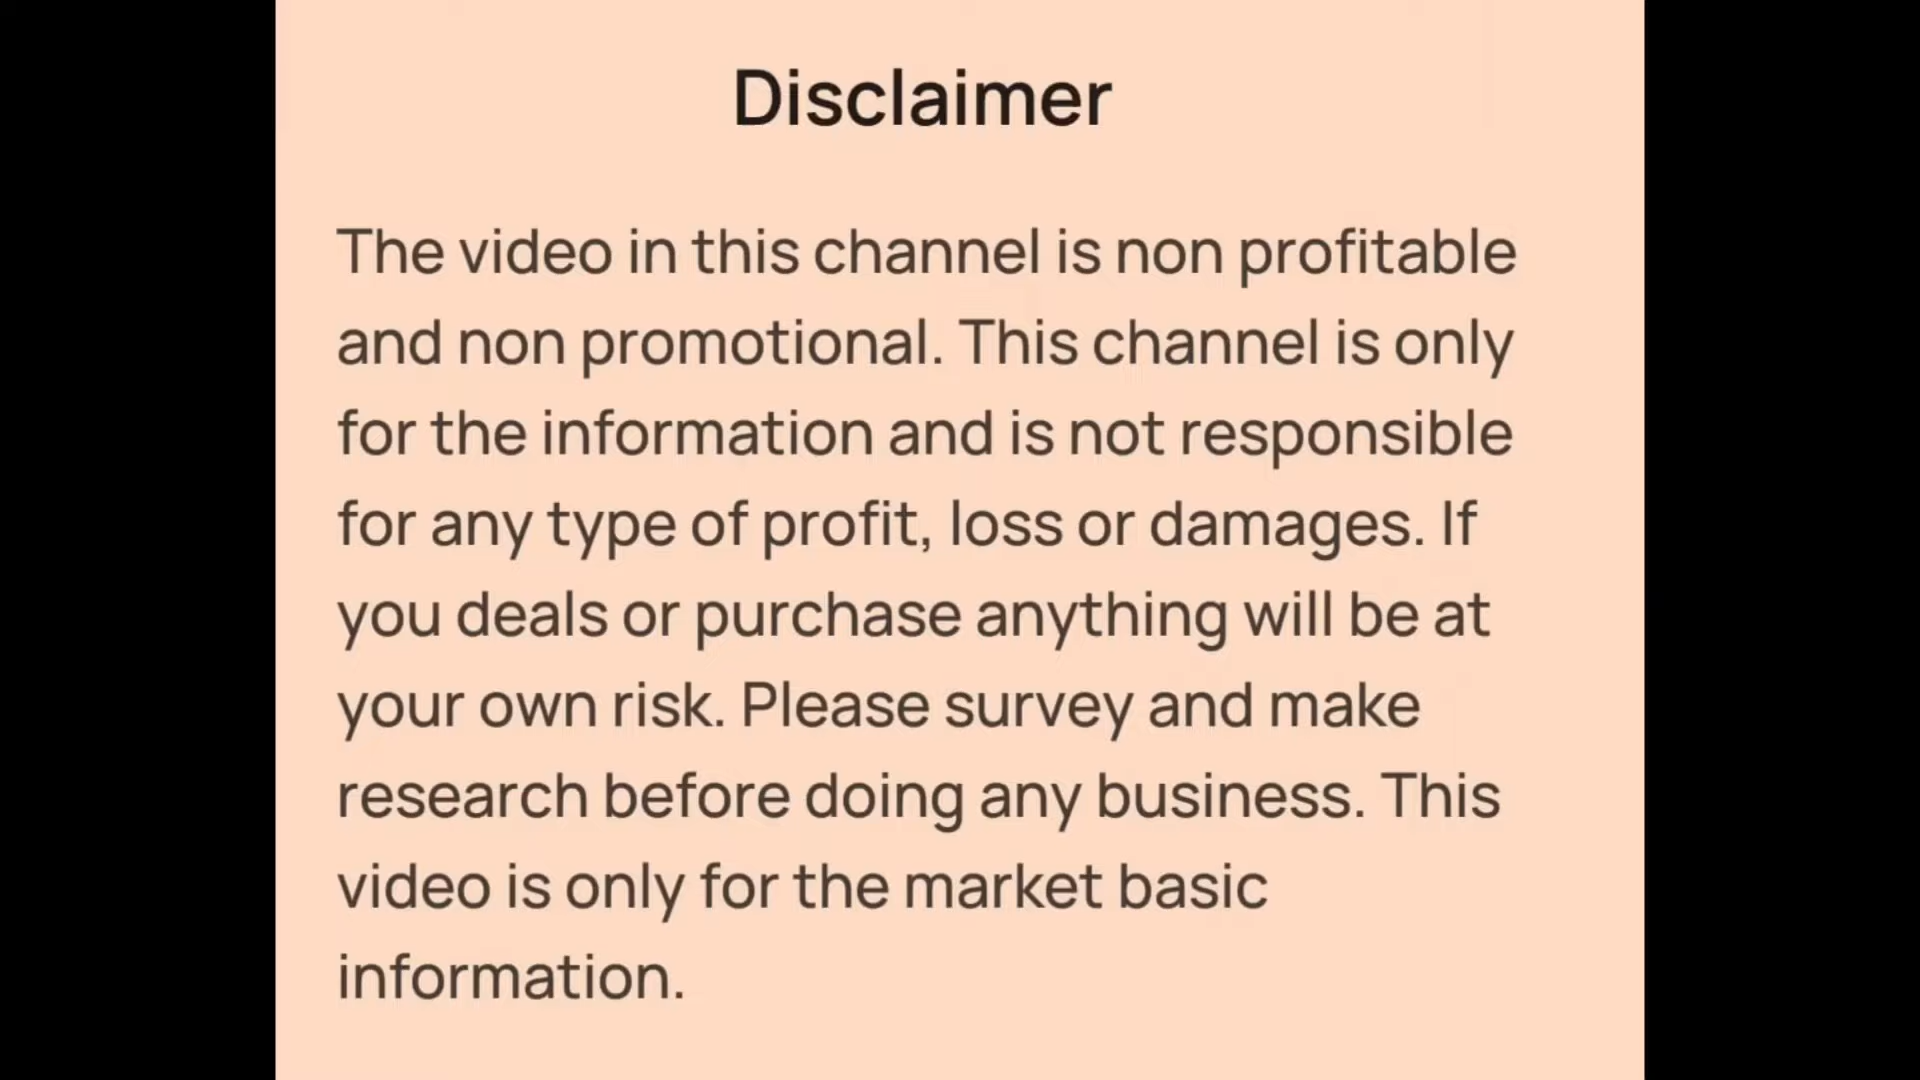 Disclaimer
The video in this channel is non profitable
and non promotional. This channel is only
for the information and is not responsible
for any type of profit, loss or damages. If
you deals or purchase anything will be at
your own risk. Please survey and make
research before doing any business. This
video is only for the market basic
information.